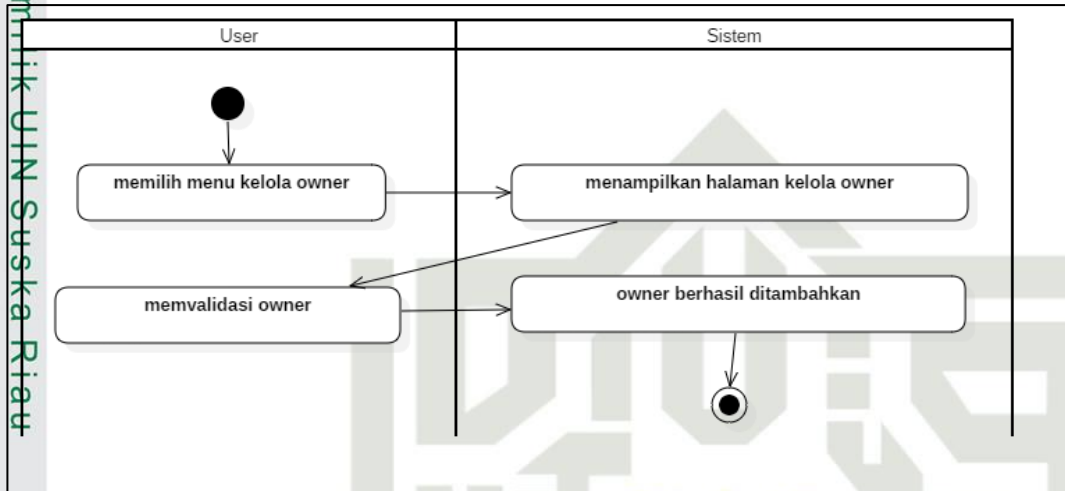 User
Sistem
memilih menu kelola owner
menampilkan halaman kelola owner
memvalidasi owner
owner berhasil ditambahkan
milik UIN Suska Riau